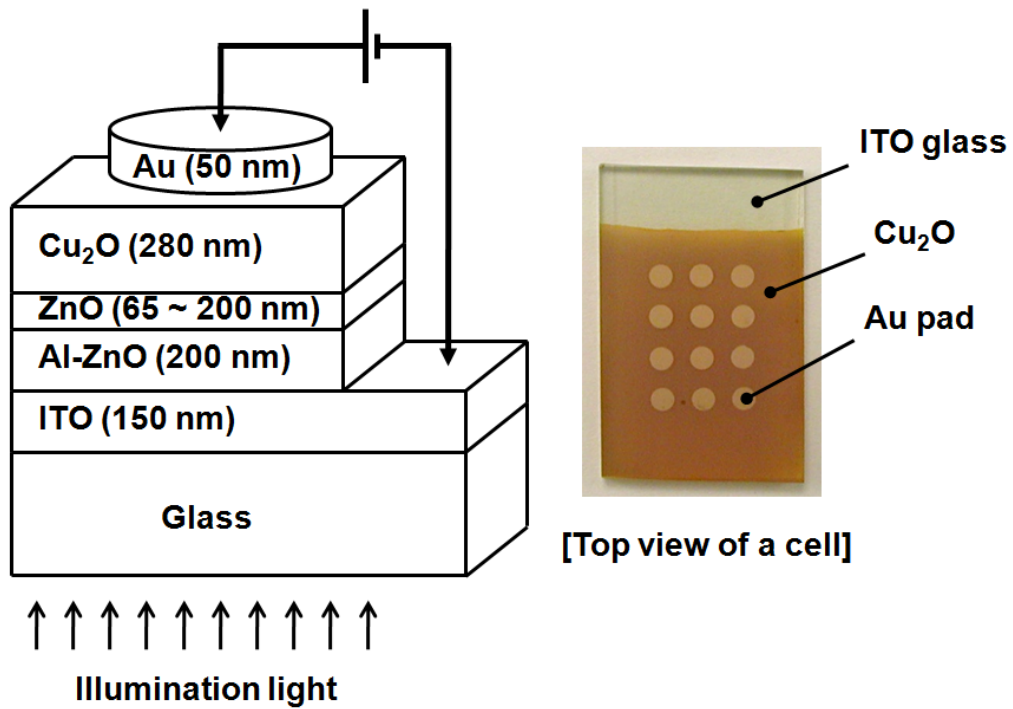 Au (50 nm)
Cu₂O (280 nm)
ZnO (65 ~ 200 nm)
Al-ZnO (200 nm)
ITO (150 nm)
Glass
Illumination light
ITO glass
Cu₂O
Au pad
[Top view of a cell]